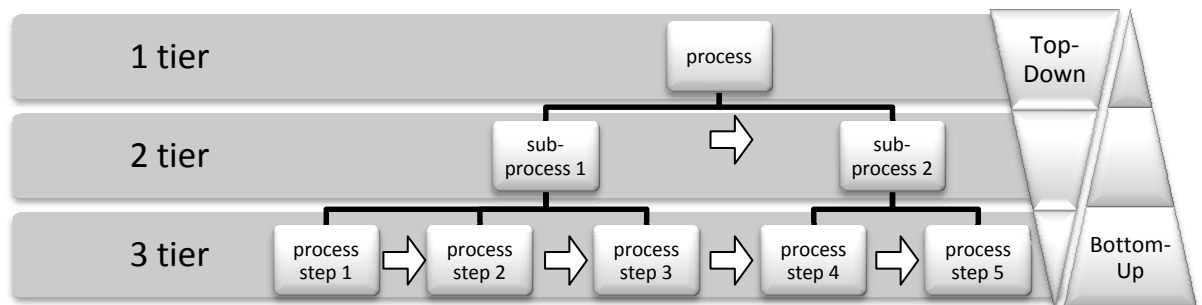 1 tier
process
Top-
Down
2 tier
sub-
process 1
sub-
process 2
3 tier
process
step 1
process
step 2
process
step 3
process
step 4
process
step 5
Bottom-
Up